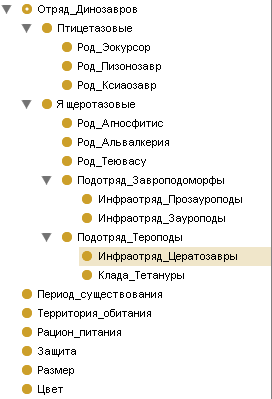 Отряд_Динозавров
Птицетазовые
Род_Эокурсор
Род_Пизонозавр
Род_Ксиаозавр
Ящеротазовые
Род_Агносфитис
Род_Альвалкерия
Род_Теювасу
Подотряд_Завроподоморфы
Инфраотряд_Прозауроподы
Инфраотряд_Зауроподы
Подотряд_Тероподы
Инфраотряд_Цератозавры
Клада_Тетануры
Период_существования
Территория_обитания
Рацион_питания
Защита
Размер
Цвет